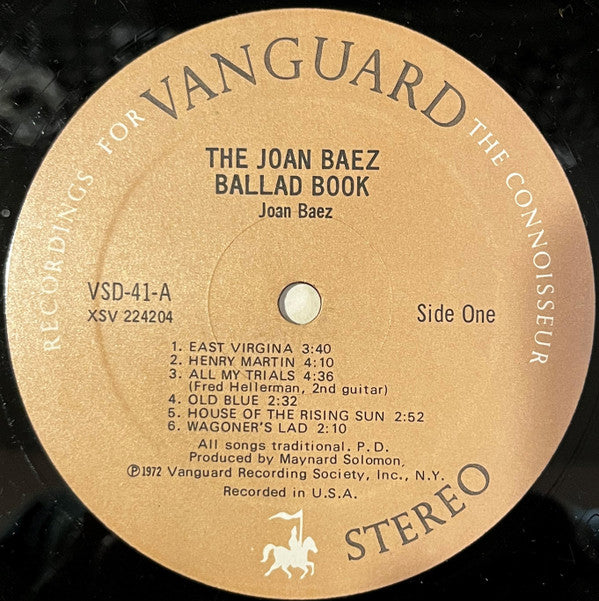 RECORDINGS FOR VANGUARD THE CONNOISSEUR
THE JOAN BAEZ
BALLAD BOOK
Joan Baez
VSD-41-A
XSV 224204
Side One
1. EAST VIRGINA 3:40
2. HENRY MARTIN 4:10
3. ALL MY TRIALS 4:36
(Fred Hellerman, 2nd guitar)
4. OLD BLUE 2:32
5. HOUSE OF THE RISING SUN 2:52
6. WAGONER'S LAD 2:10
All songs traditional. P.D.
Produced by Maynard Solomon,
Ⓟ1972 Vanguard Recording Society, Inc., N.Y.
Recorded in U.S.A.
STEREO